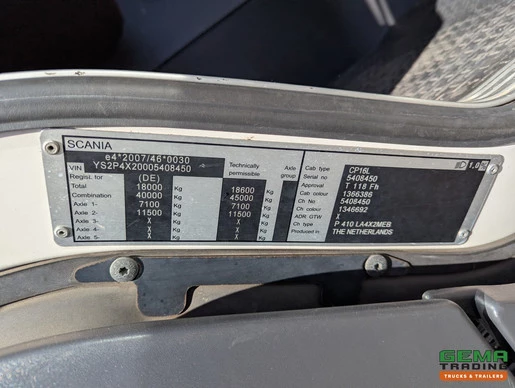 SCANIA
e4*2007/46*0030
VIN YS2P4X20005408450
Technically permissible
Axle group
Regist. for (DE)
Total 18000 Kg 18600 Kg
Combination 40000 Kg 45000 Kg
Axle 1- 7100 Kg 7100 Kg
Axle 2- 11500 Kg 11500 Kg
Axle 3- X Kg X Kg
Axle 4- X Kg X Kg
Axle 5- X Kg X Kg
1,0
Cab type CP16L
Serial no 5408450
Approval T 118 Fh
Cab colour 1366386
Ch No 5408450
Ch colour 1346692
ADR GTW X
Ch type P 410 LA4X2MEB
Produced in THE NETHERLANDS
GEMA
TRADING
TRUCKS & TRAILERS